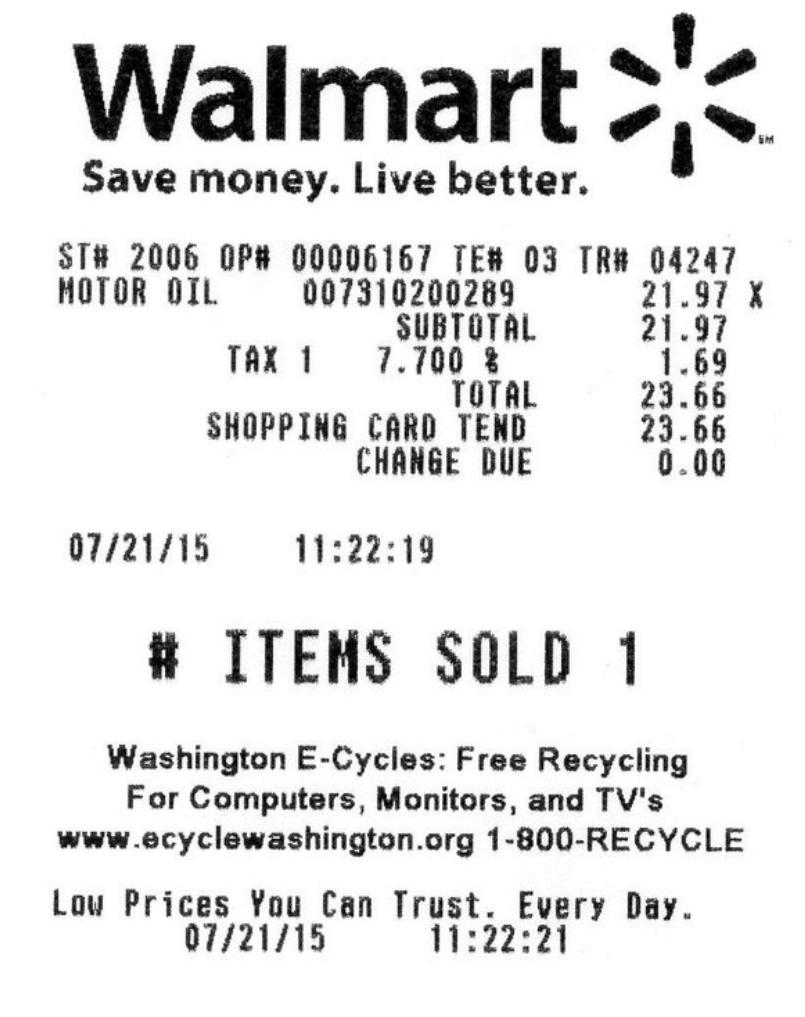 Walmart
SM
Save money. Live better.
ST# 2006 OP# 00006167 TE# 03 TR# 04247
MOTOR OIL 007310200289 21.97 X
SUBTOTAL 21.97
TAX 1 7.700 % 1.69
TOTAL 23.66
SHOPPING CARD TEND 23.66
CHANGE DUE 0.00
07/21/15 11:22:19
# ITEMS SOLD 1
Washington E-Cycles: Free Recycling
For Computers, Monitors, and TV's
www.ecyclewashington.org 1-800-RECYCLE
Low Prices You Can Trust. Every Day.
07/21/15 11:22:21